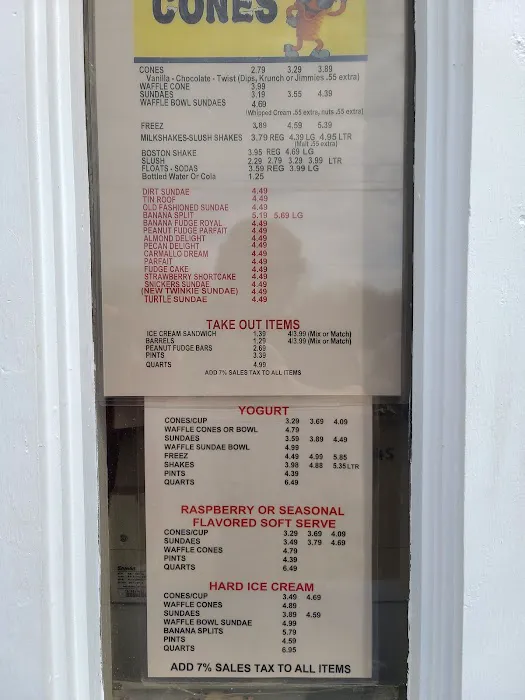 CONES
CONES 2.79 3.29 3.89
Vanilla - Chocolate - Twist (Dips, Krunch or Jimmies .55 extra)
WAFFLE CONE 3.99
SUNDAES 3.19 3.55 4.39
WAFFLE BOWL SUNDAES 4.69
(Whipped Cream .55 extra, nuts .55 extra)
FREEZ 3.89 4.59 5.39
MILKSHAKES-SLUSH SHAKES 3.79 REG 4.39 LG 4.95 LTR
(Malt .55 extra)
BOSTON SHAKE 3.95 REG 4.69 LG
SLUSH 2.29 2.79 3.29 3.99 LTR
FLOATS - SODAS 3.59 REG 3.99 LG
Bottled Water Or Cola 1.25
DIRT SUNDAE 4.49
TIN ROOF 4.49
OLD FASHIONED SUNDAE 4.49
BANANA SPLIT 5.19 5.69 LG
BANANA FUDGE ROYAL 4.49
PEANUT FUDGE PARFAIT 4.49
ALMOND DELIGHT 4.49
PECAN DELIGHT 4.49
CARMALLO DREAM 4.49
PARFAIT 4.49
FUDGE CAKE 4.49
STRAWBERRY SHORTCAKE 4.49
SNICKERS SUNDAE 4.49
(NEW TWINKIE SUNDAE) 4.49
TURTLE SUNDAE 4.49
TAKE OUT ITEMS
ICE CREAM SANDWICH 1.39 4/3.99 (Mix or Match)
BARRELS 1.29 4/3.99 (Mix or Match)
PEANUT FUDGE BARS 2.69
PINTS 3.39
QUARTS 4.99
ADD 7% SALES TAX TO ALL ITEMS
YOGURT
CONES/CUP 3.29 3.69 4.09
WAFFLE CONES OR BOWL 4.79
SUNDAES 3.59 3.89 4.49
WAFFLE SUNDAE BOWL 4.99
FREEZ 4.49 4.99 5.85
SHAKES 3.98 4.88 5.35 LTR
PINTS 4.39
QUARTS 6.49
RASPBERRY OR SEASONAL
FLAVORED SOFT SERVE
CONES/CUP 3.29 3.69 4.09
SUNDAES 3.49 3.79 4.69
WAFFLE CONES 4.79
PINTS 4.39
QUARTS 6.49
HARD ICE CREAM
CONES/CUP 3.49 4.69
WAFFLE CONES 4.89
SUNDAES 3.89 4.59
WAFFLE BOWL SUNDAE 4.99
BANANA SPLITS 5.79
PINTS 4.59
QUARTS 6.95
ADD 7% SALES TAX TO ALL ITEMS